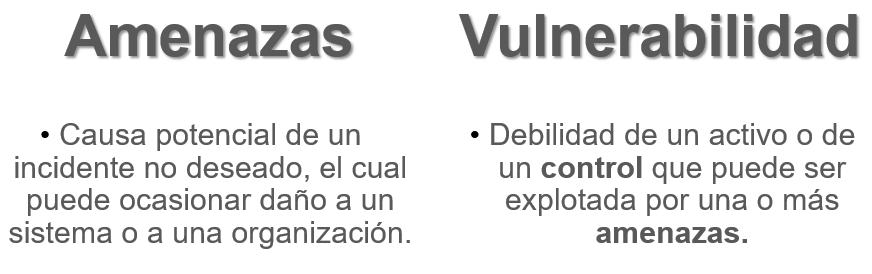 Amenazas
• Causa potencial de un
incidente no deseado, el cual
puede ocasionar daño a un
sistema o a una organización.
Vulnerabilidad
• Debilidad de un activo o de
un control que puede ser
explotada por una o más
amenazas.